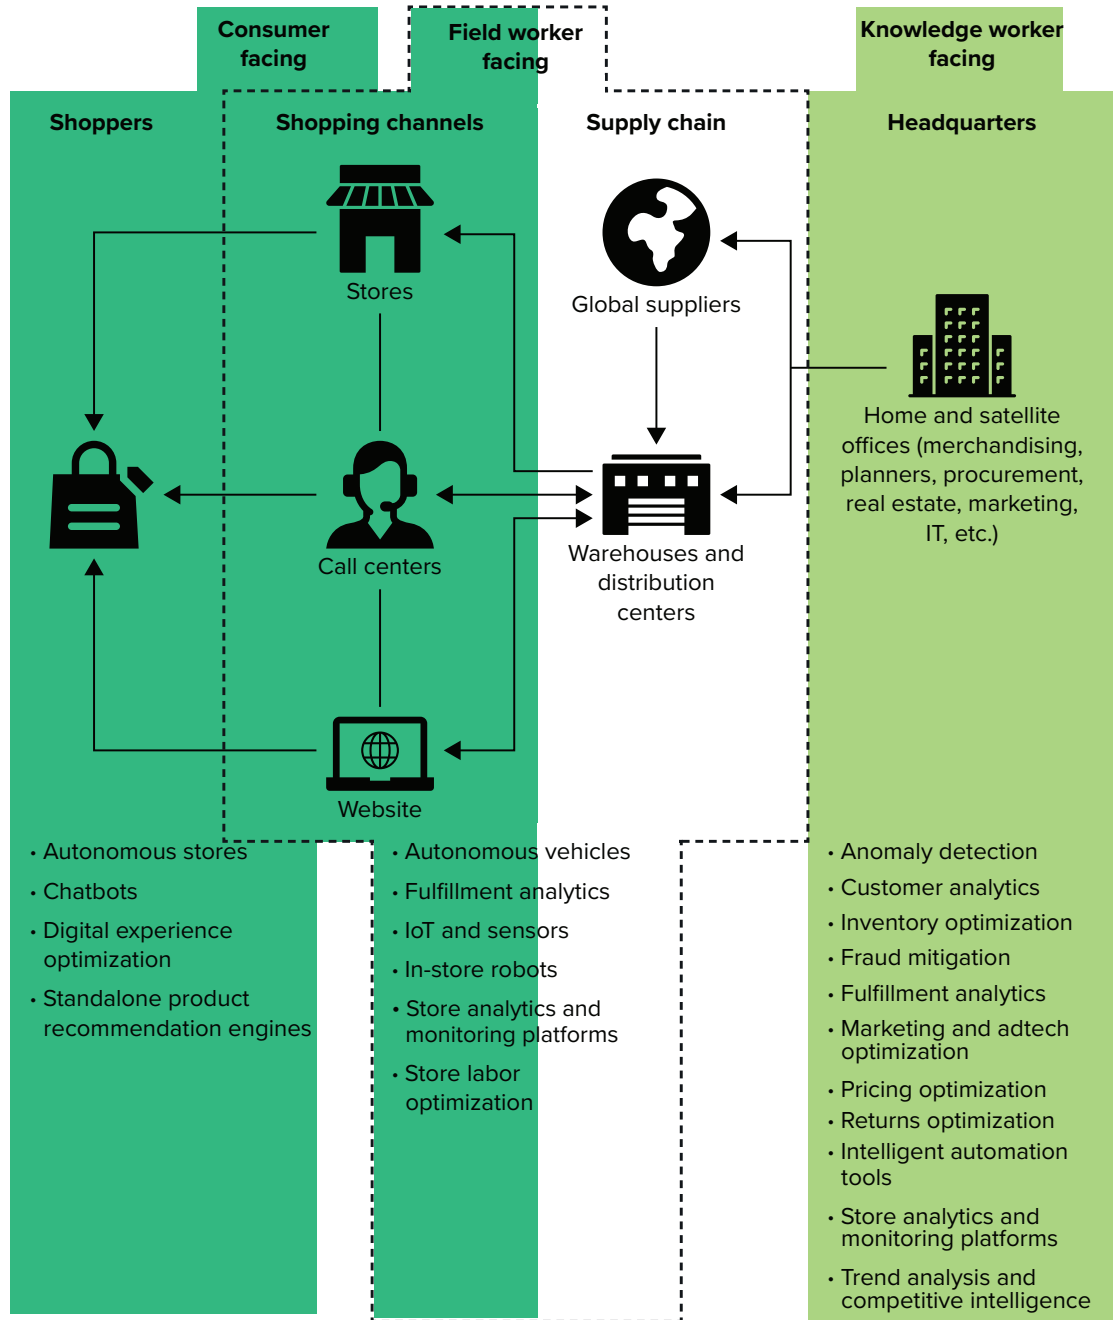 Consumer
facing
Field worker
facing
Knowledge worker
facing
Shoppers
Shopping channels
Supply chain
Headquarters
Stores
Global suppliers
Home and satellite
offices (merchandising,
planners, procurement,
real estate, marketing,
IT, etc.)
Call centers
Warehouses and
distribution
centers
Website
• Autonomous stores
• Chatbots
• Digital experience
optimization
• Standalone product
recommendation engines
• Autonomous vehicles
• Fulfillment analytics
• IoT and sensors
• In-store robots
• Store analytics and
monitoring platforms
• Store labor
optimization
• Anomaly detection
• Customer analytics
• Inventory optimization
• Fraud mitigation
• Fulfillment analytics
• Marketing and adtech
optimization
• Pricing optimization
• Returns optimization
• Intelligent automation
tools
• Store analytics and
monitoring platforms
• Trend analysis and
competitive intelligence